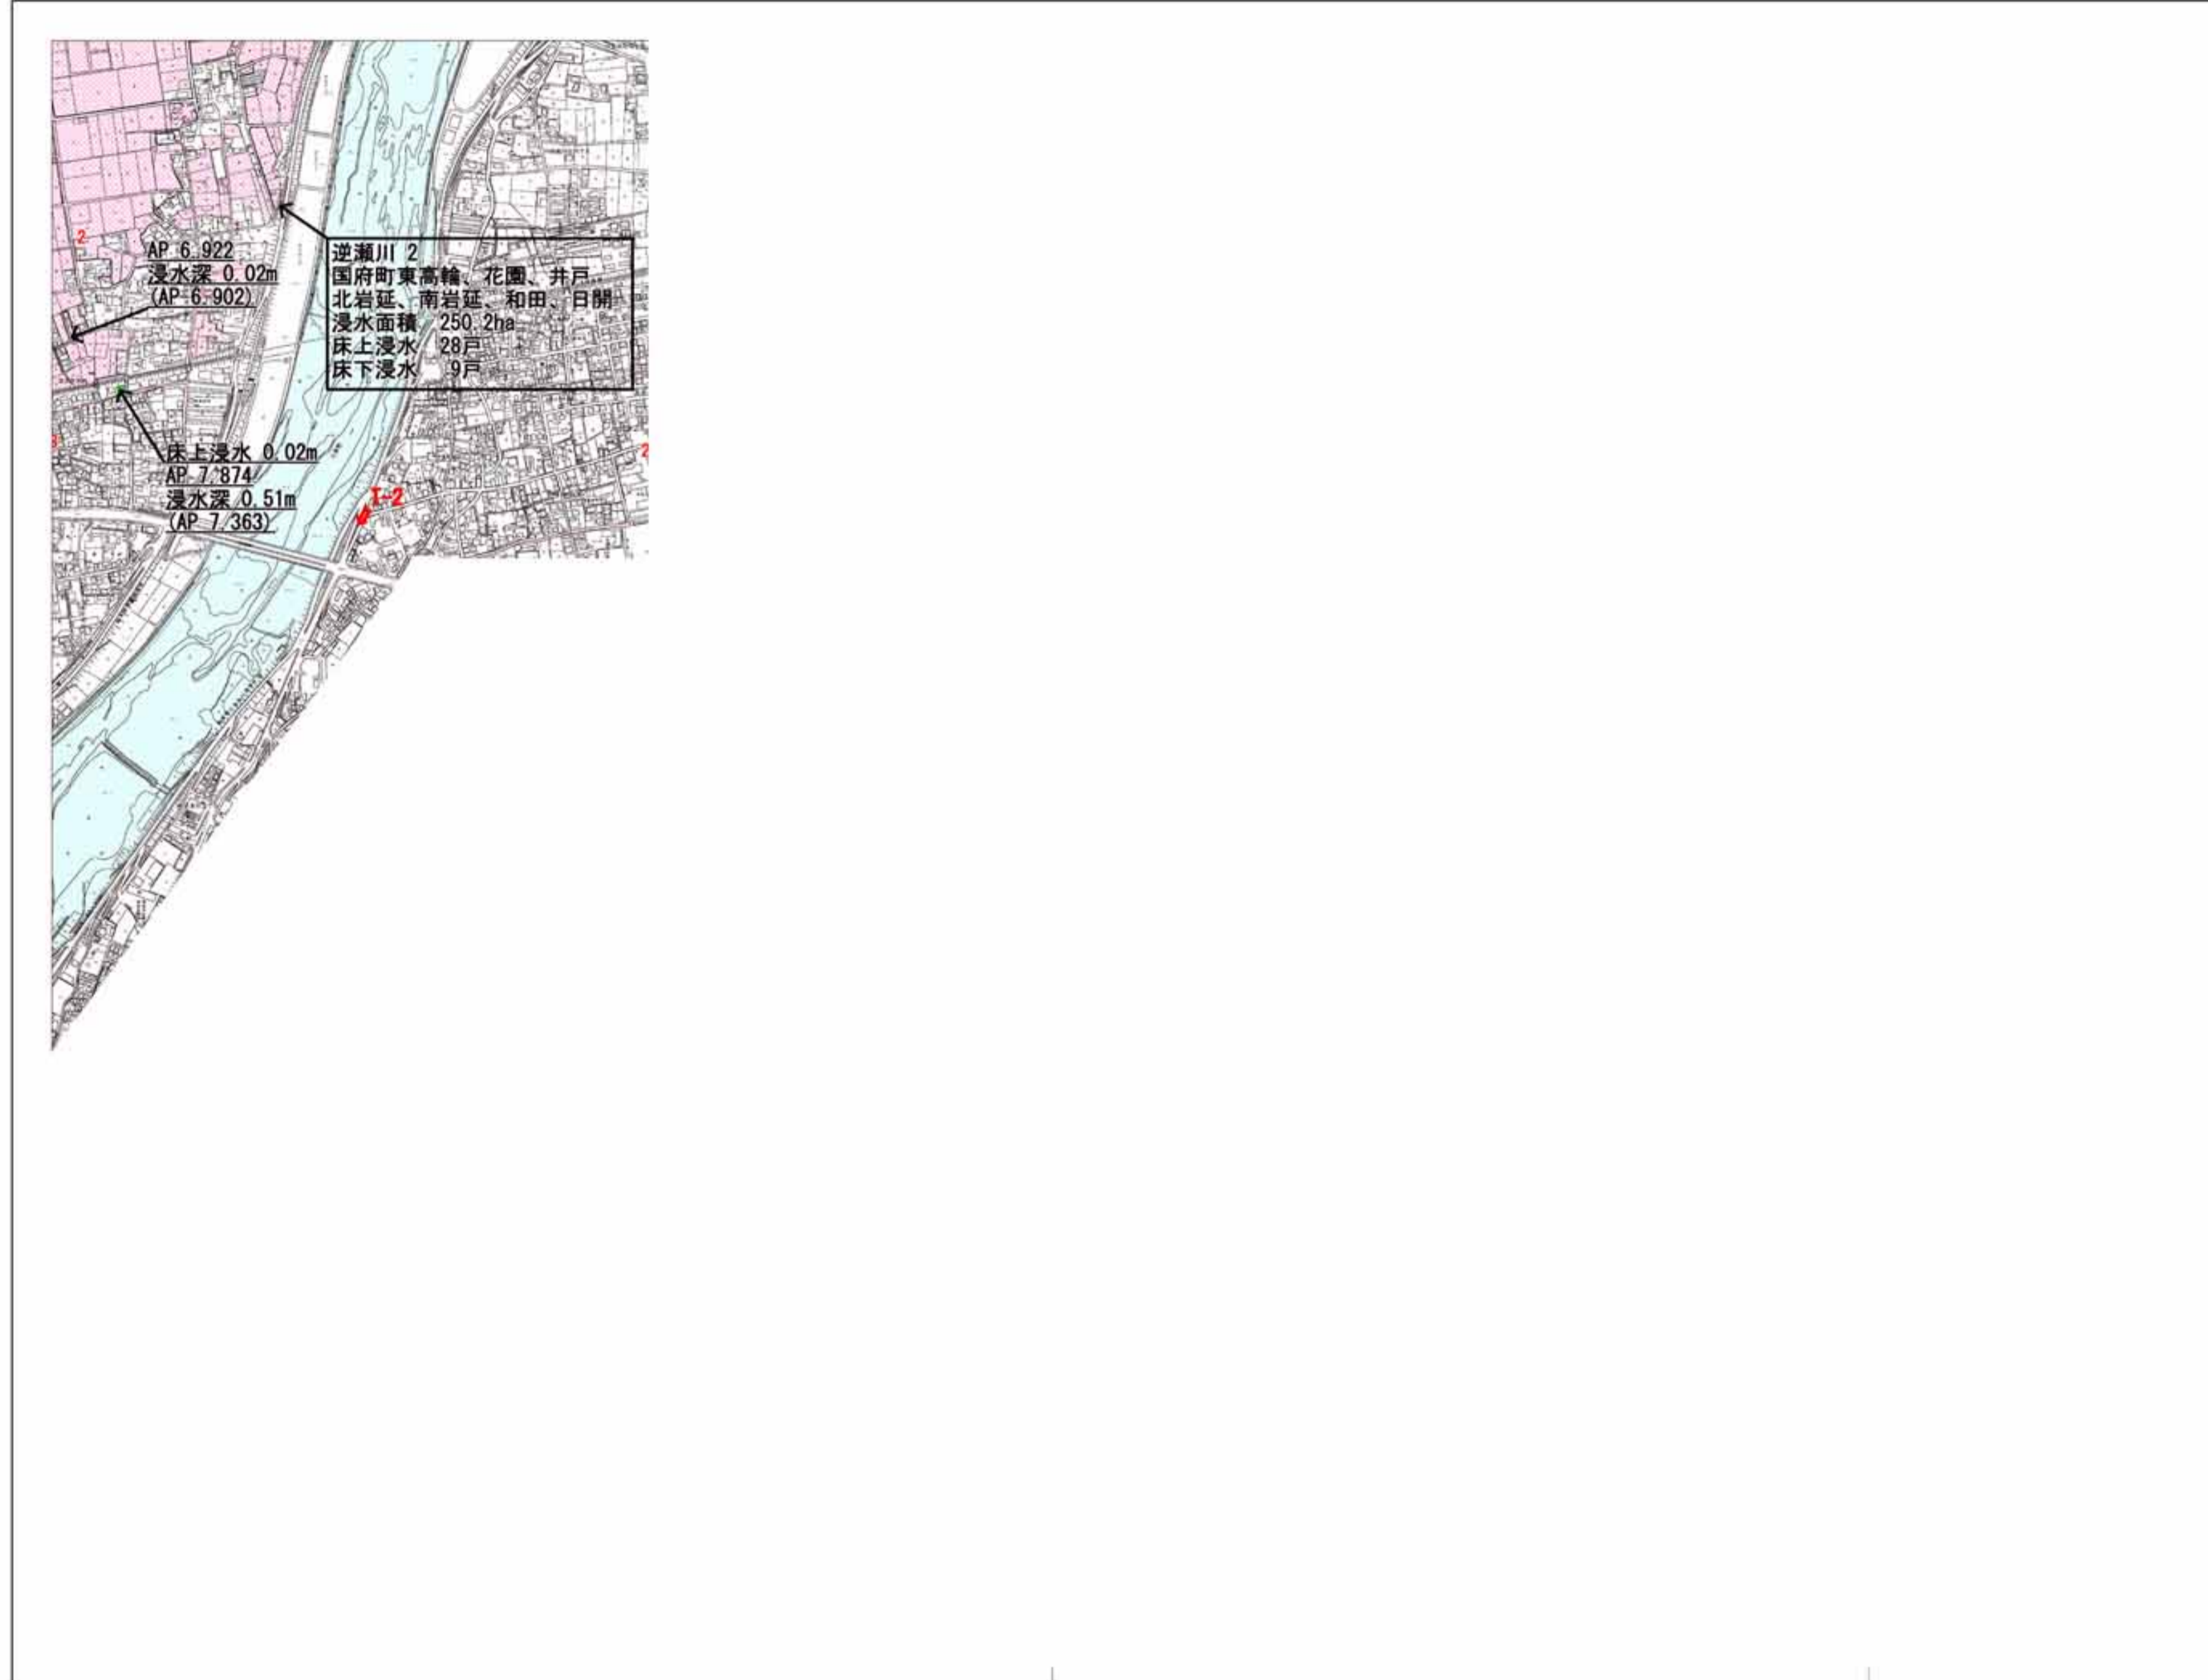 2
AP 6.922
浸水深 0.02m
(AP 6.902)
逆瀬川 2
国府町東高輪、花園、井戸
北岩延、南岩延、和田、日開
浸水面積 250.2ha
床上浸水 28戸
床下浸水 9戸
床上浸水 0.02m
AP 7.874
浸水深 0.51m
(AP 7.363)
2
I-2